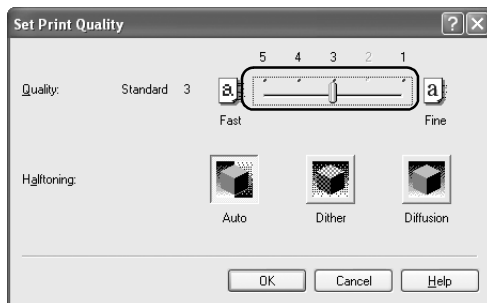 Set Print Quality
5 4 3 2 1
Quality: Standard 3 a a
Fast Fine
Halftoning:
Auto Dither Diffusion
OK Cancel Help